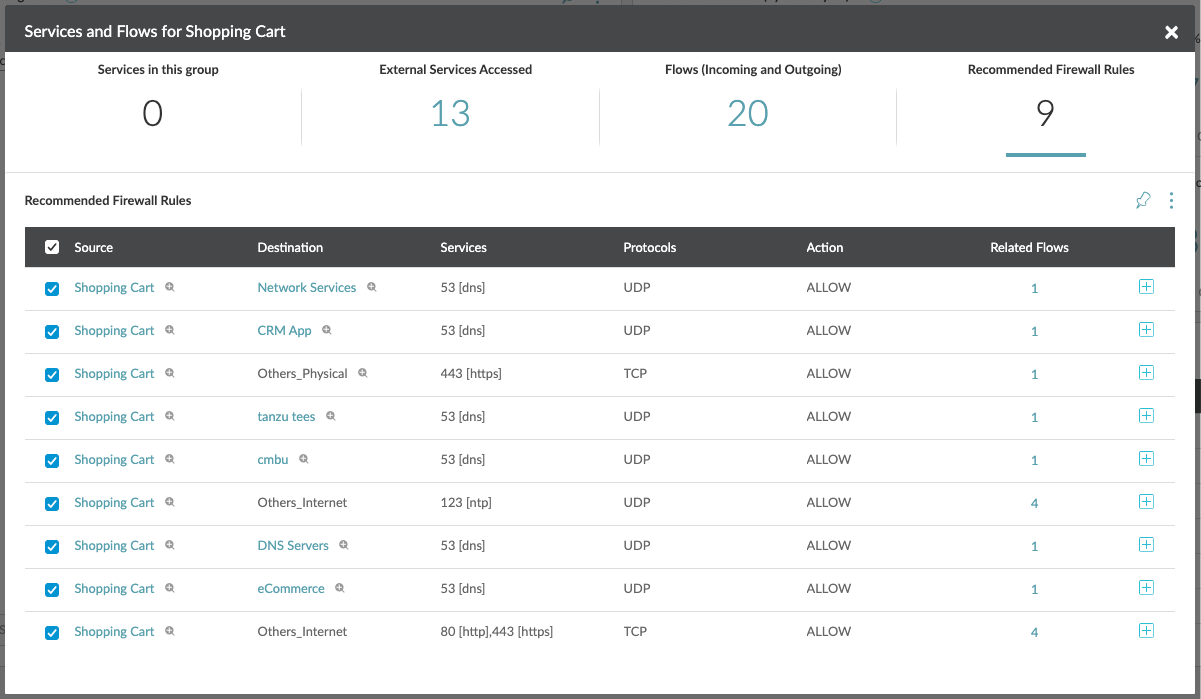 Services and Flows for Shopping Cart
Services in this group
External Services Accessed
Flows (Incoming and Outgoing)
Recommended Firewall Rules
0
13
20
9
Recommended Firewall Rules
Source Destination Services Protocols Action Related Flows
Shopping Cart Network Services 53 [dns] UDP ALLOW 1
Shopping Cart CRM App 53 [dns] UDP ALLOW 1
Shopping Cart Others_Physical 443 [https] TCP ALLOW 1
Shopping Cart tanzu tees 53 [dns] UDP ALLOW 1
Shopping Cart cmbu 53 [dns] UDP ALLOW 1
Shopping Cart Others_Internet 123 [ntp] UDP ALLOW 4
Shopping Cart DNS Servers 53 [dns] UDP ALLOW 1
Shopping Cart eCommerce 53 [dns] UDP ALLOW 1
Shopping Cart Others_Internet 80 [http],443 [https] TCP ALLOW 4